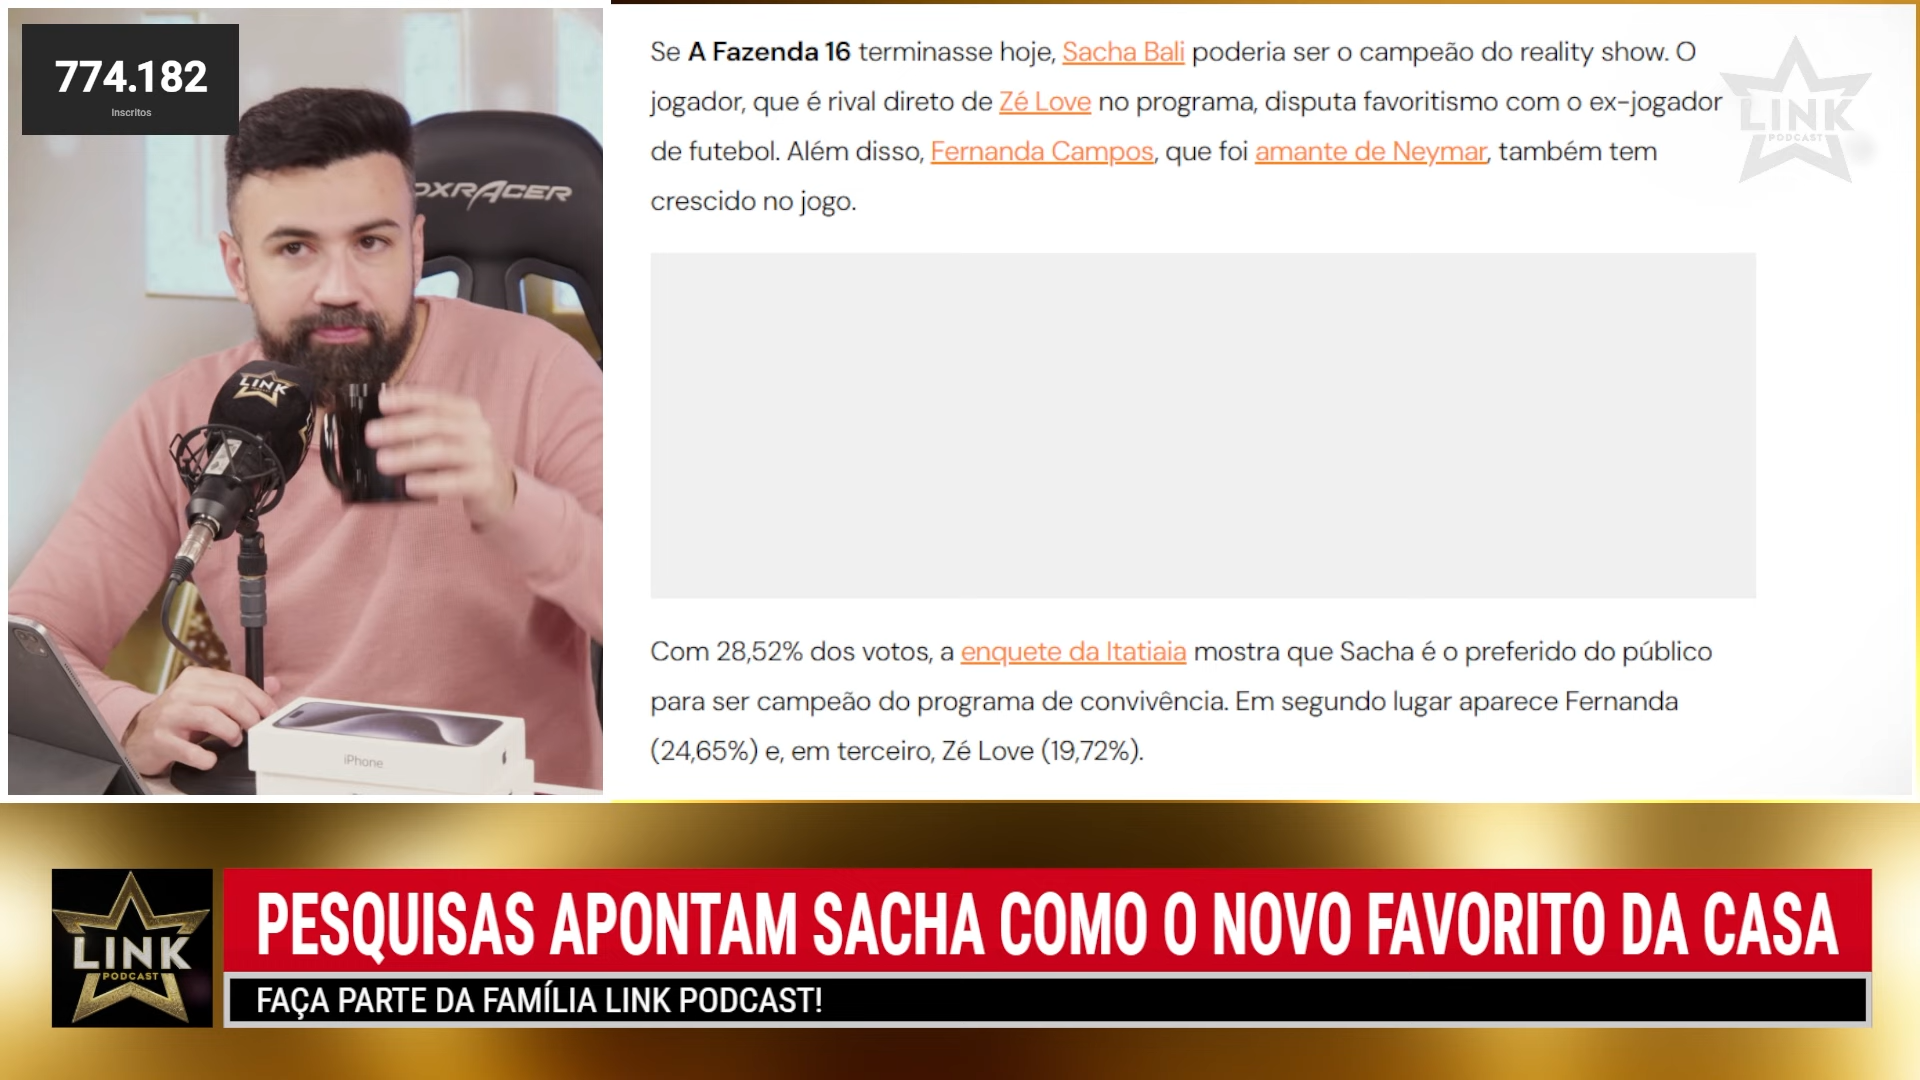 774.182
Inscritos
DXRACER
LINK
iPhone
Se A Fazenda 16 terminasse hoje, Sacha Bali poderia ser o campeão do reality show. O
jogador, que é rival direto de Zé Love no programa, disputa favoritismo com o ex-jogador
de futebol. Além disso, Fernanda Campos, que foi amante de Neymar, também tem
crescido no jogo.
LINK
PODCAST
Com 28,52% dos votos, a enquete da Itatiaia mostra que Sacha é o preferido do público
para ser campeão do programa de convivência. Em segundo lugar aparece Fernanda
(24,65%) e, em terceiro, Zé Love (19,72%).
LINK
PODCAST
PESQUISAS APONTAM SACHA COMO O NOVO FAVORITO DA CASA
FAÇA PARTE DA FAMÍLIA LINK PODCAST!